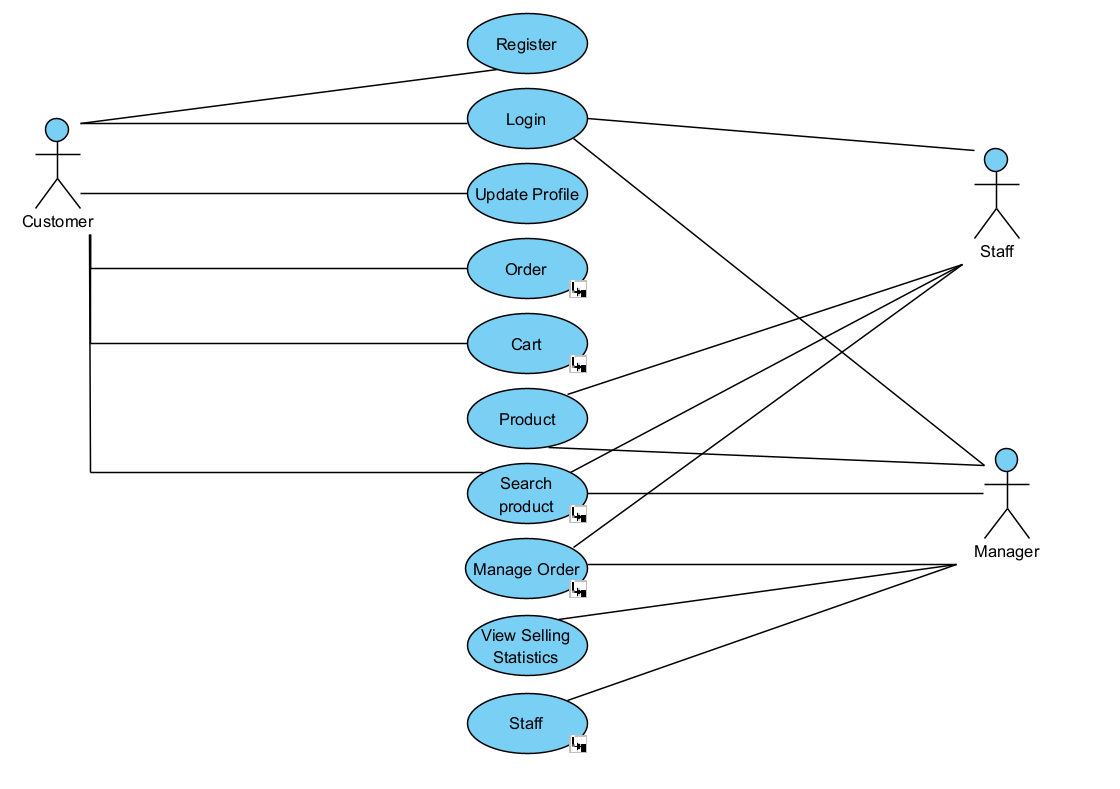 Register
Login
Update Profile
Order
Cart
Product
Search
product
Manage Order
View Selling
Statistics
Staff
Customer
Staff
Manager